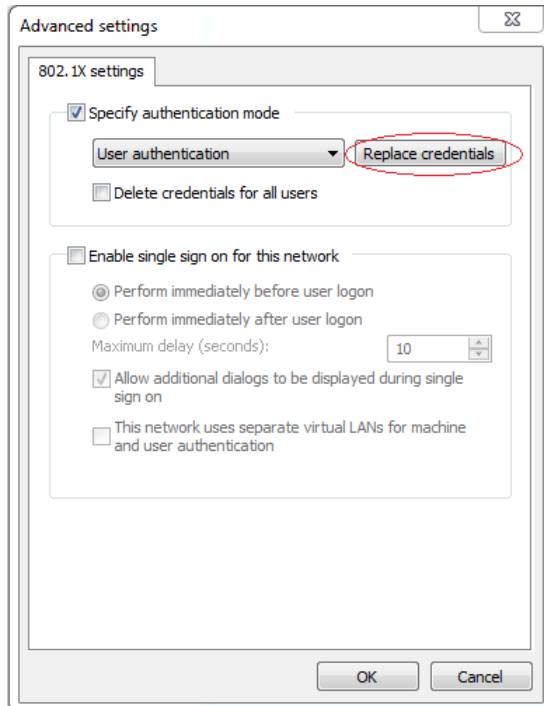 Advanced settings
802.1X settings
Specify authentication mode
User authentication
Replace credentials
Delete credentials for all users
Enable single sign on for this network
Perform immediately before user logon
Perform immediately after user logon
Maximum delay (seconds):
10
Allow additional dialogs to be displayed during single
sign on
This network uses separate virtual LANs for machine
and user authentication
OK
Cancel